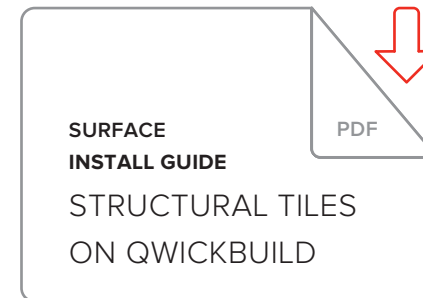 PDF
SURFACE
INSTALL GUIDE
STRUCTURAL TILES
ON QWICKBUILD